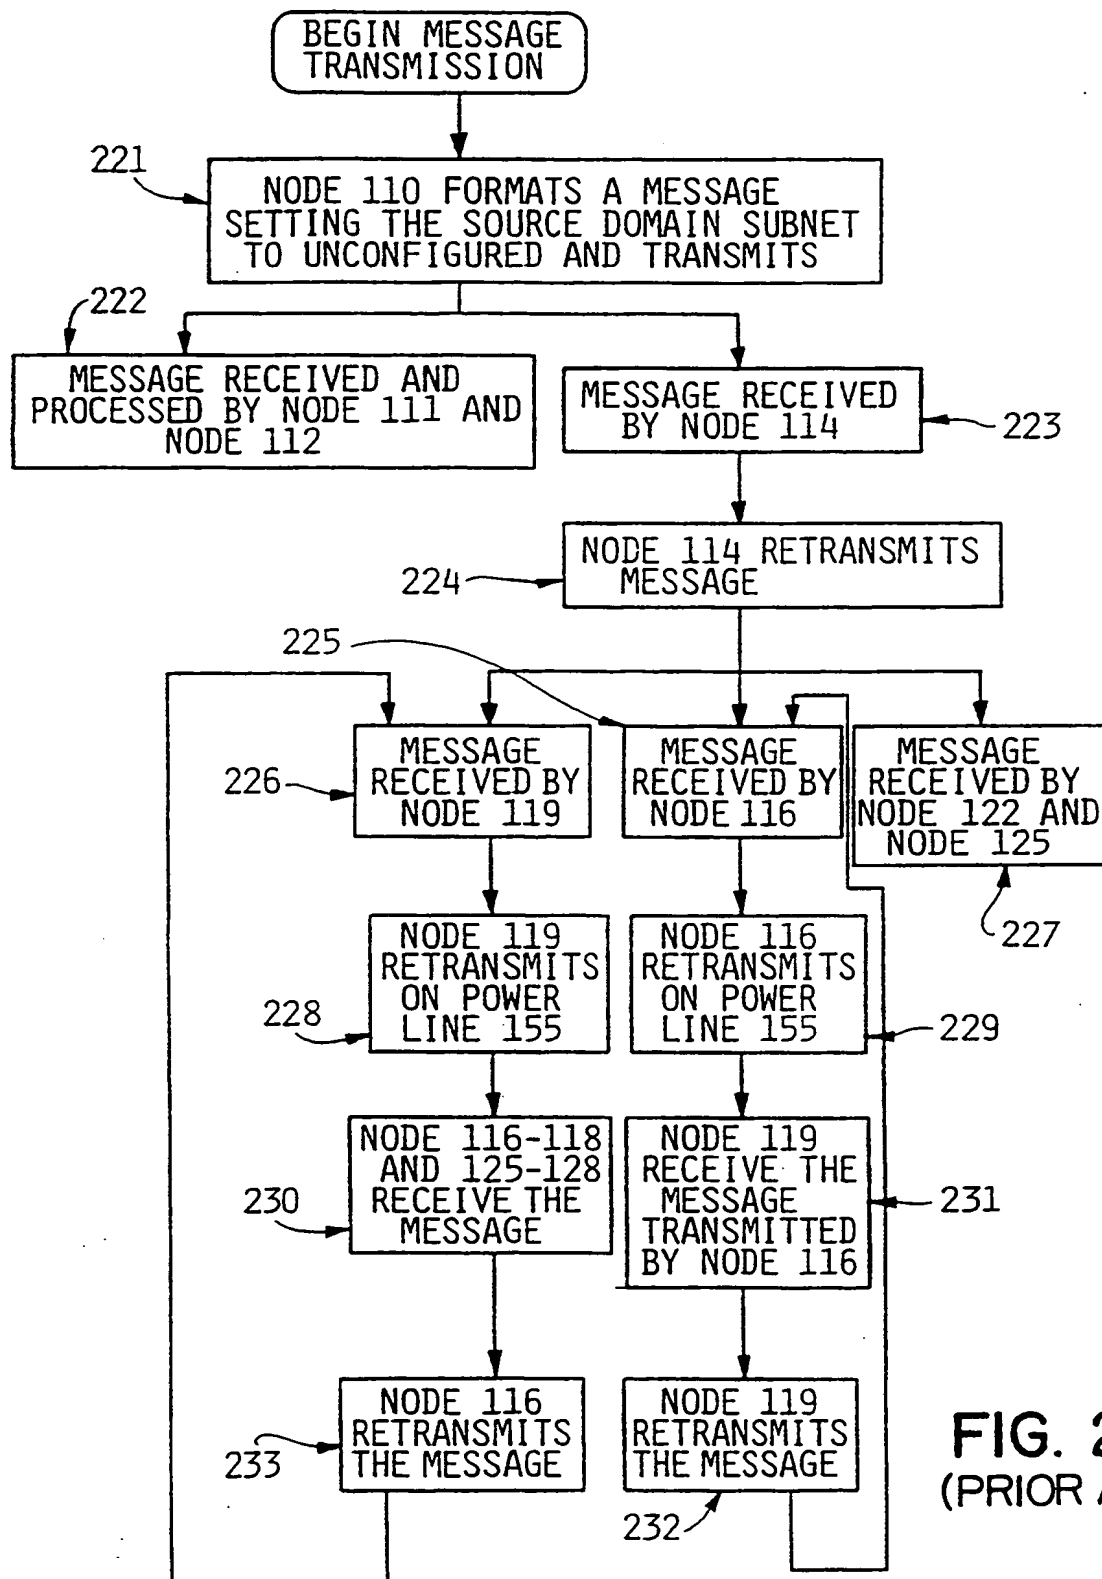 BEGIN MESSAGE
TRANSMISSION
221
NODE 110 FORMATS A MESSAGE
SETTING THE SOURCE DOMAIN SUBNET
TO UNCONFIGURED AND TRANSMITS
222
MESSAGE RECEIVED AND
PROCESSED BY NODE 111 AND
NODE 112
MESSAGE RECEIVED
BY NODE 114
223
NODE 114 RETRANSMITS
MESSAGE
224
225
MESSAGE
RECEIVED BY
NODE 119
226
MESSAGE
RECEIVED BY
NODE 116
MESSAGE
RECEIVED BY
NODE 122 AND
NODE 125
227
NODE 119
RETRANSMITS
ON POWER
LINE 155
228
NODE 116
RETRANSMITS
ON POWER
LINE 155
229
NODE 116-118
AND 125-128
RECEIVE THE
MESSAGE
230
NODE 119
RECEIVE THE
MESSAGE
TRANSMITTED
BY NODE 116
231
NODE 116
RETRANSMITS
THE MESSAGE
233
NODE 119
RETRANSMITS
THE MESSAGE
232
FIG. 2
(PRIOR A